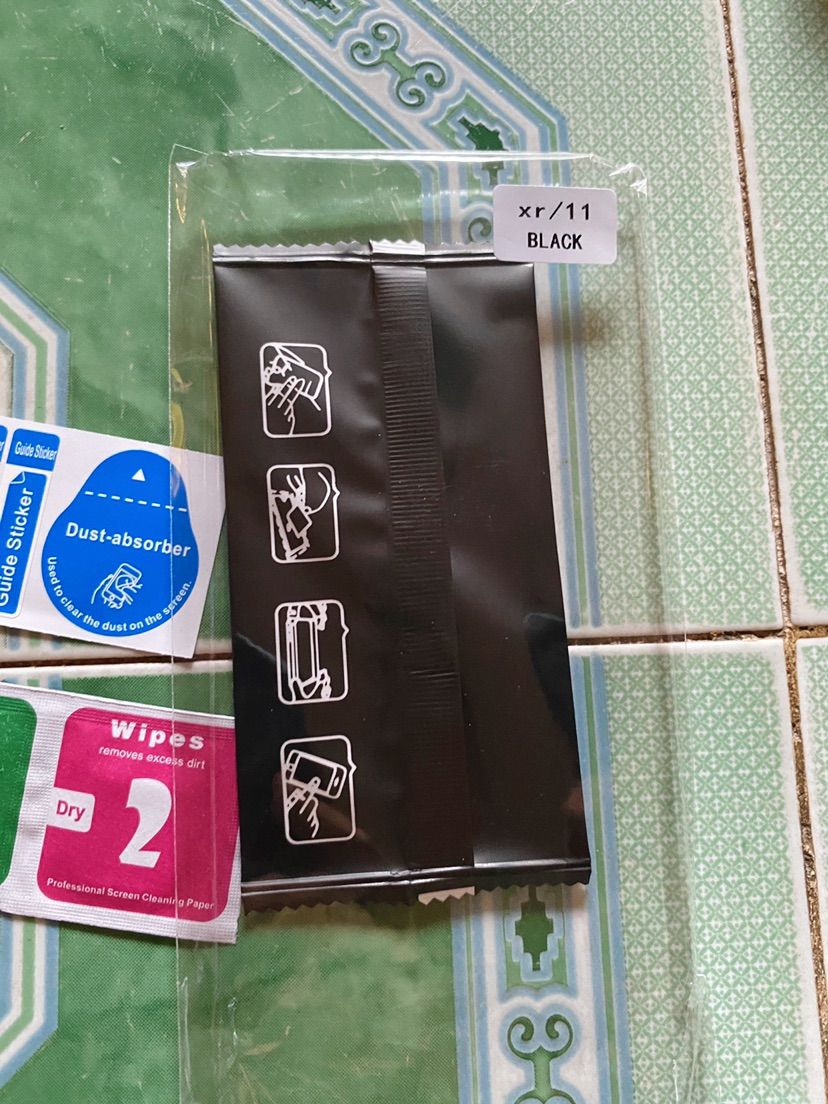 xr/11
BLACK
Guide Sticker
Guide Sticker
Dust-absorber
Used to clear the dust on the screen.
Wipes
removes excess dirt
Dry
2
Professional Screen Cleaning Paper